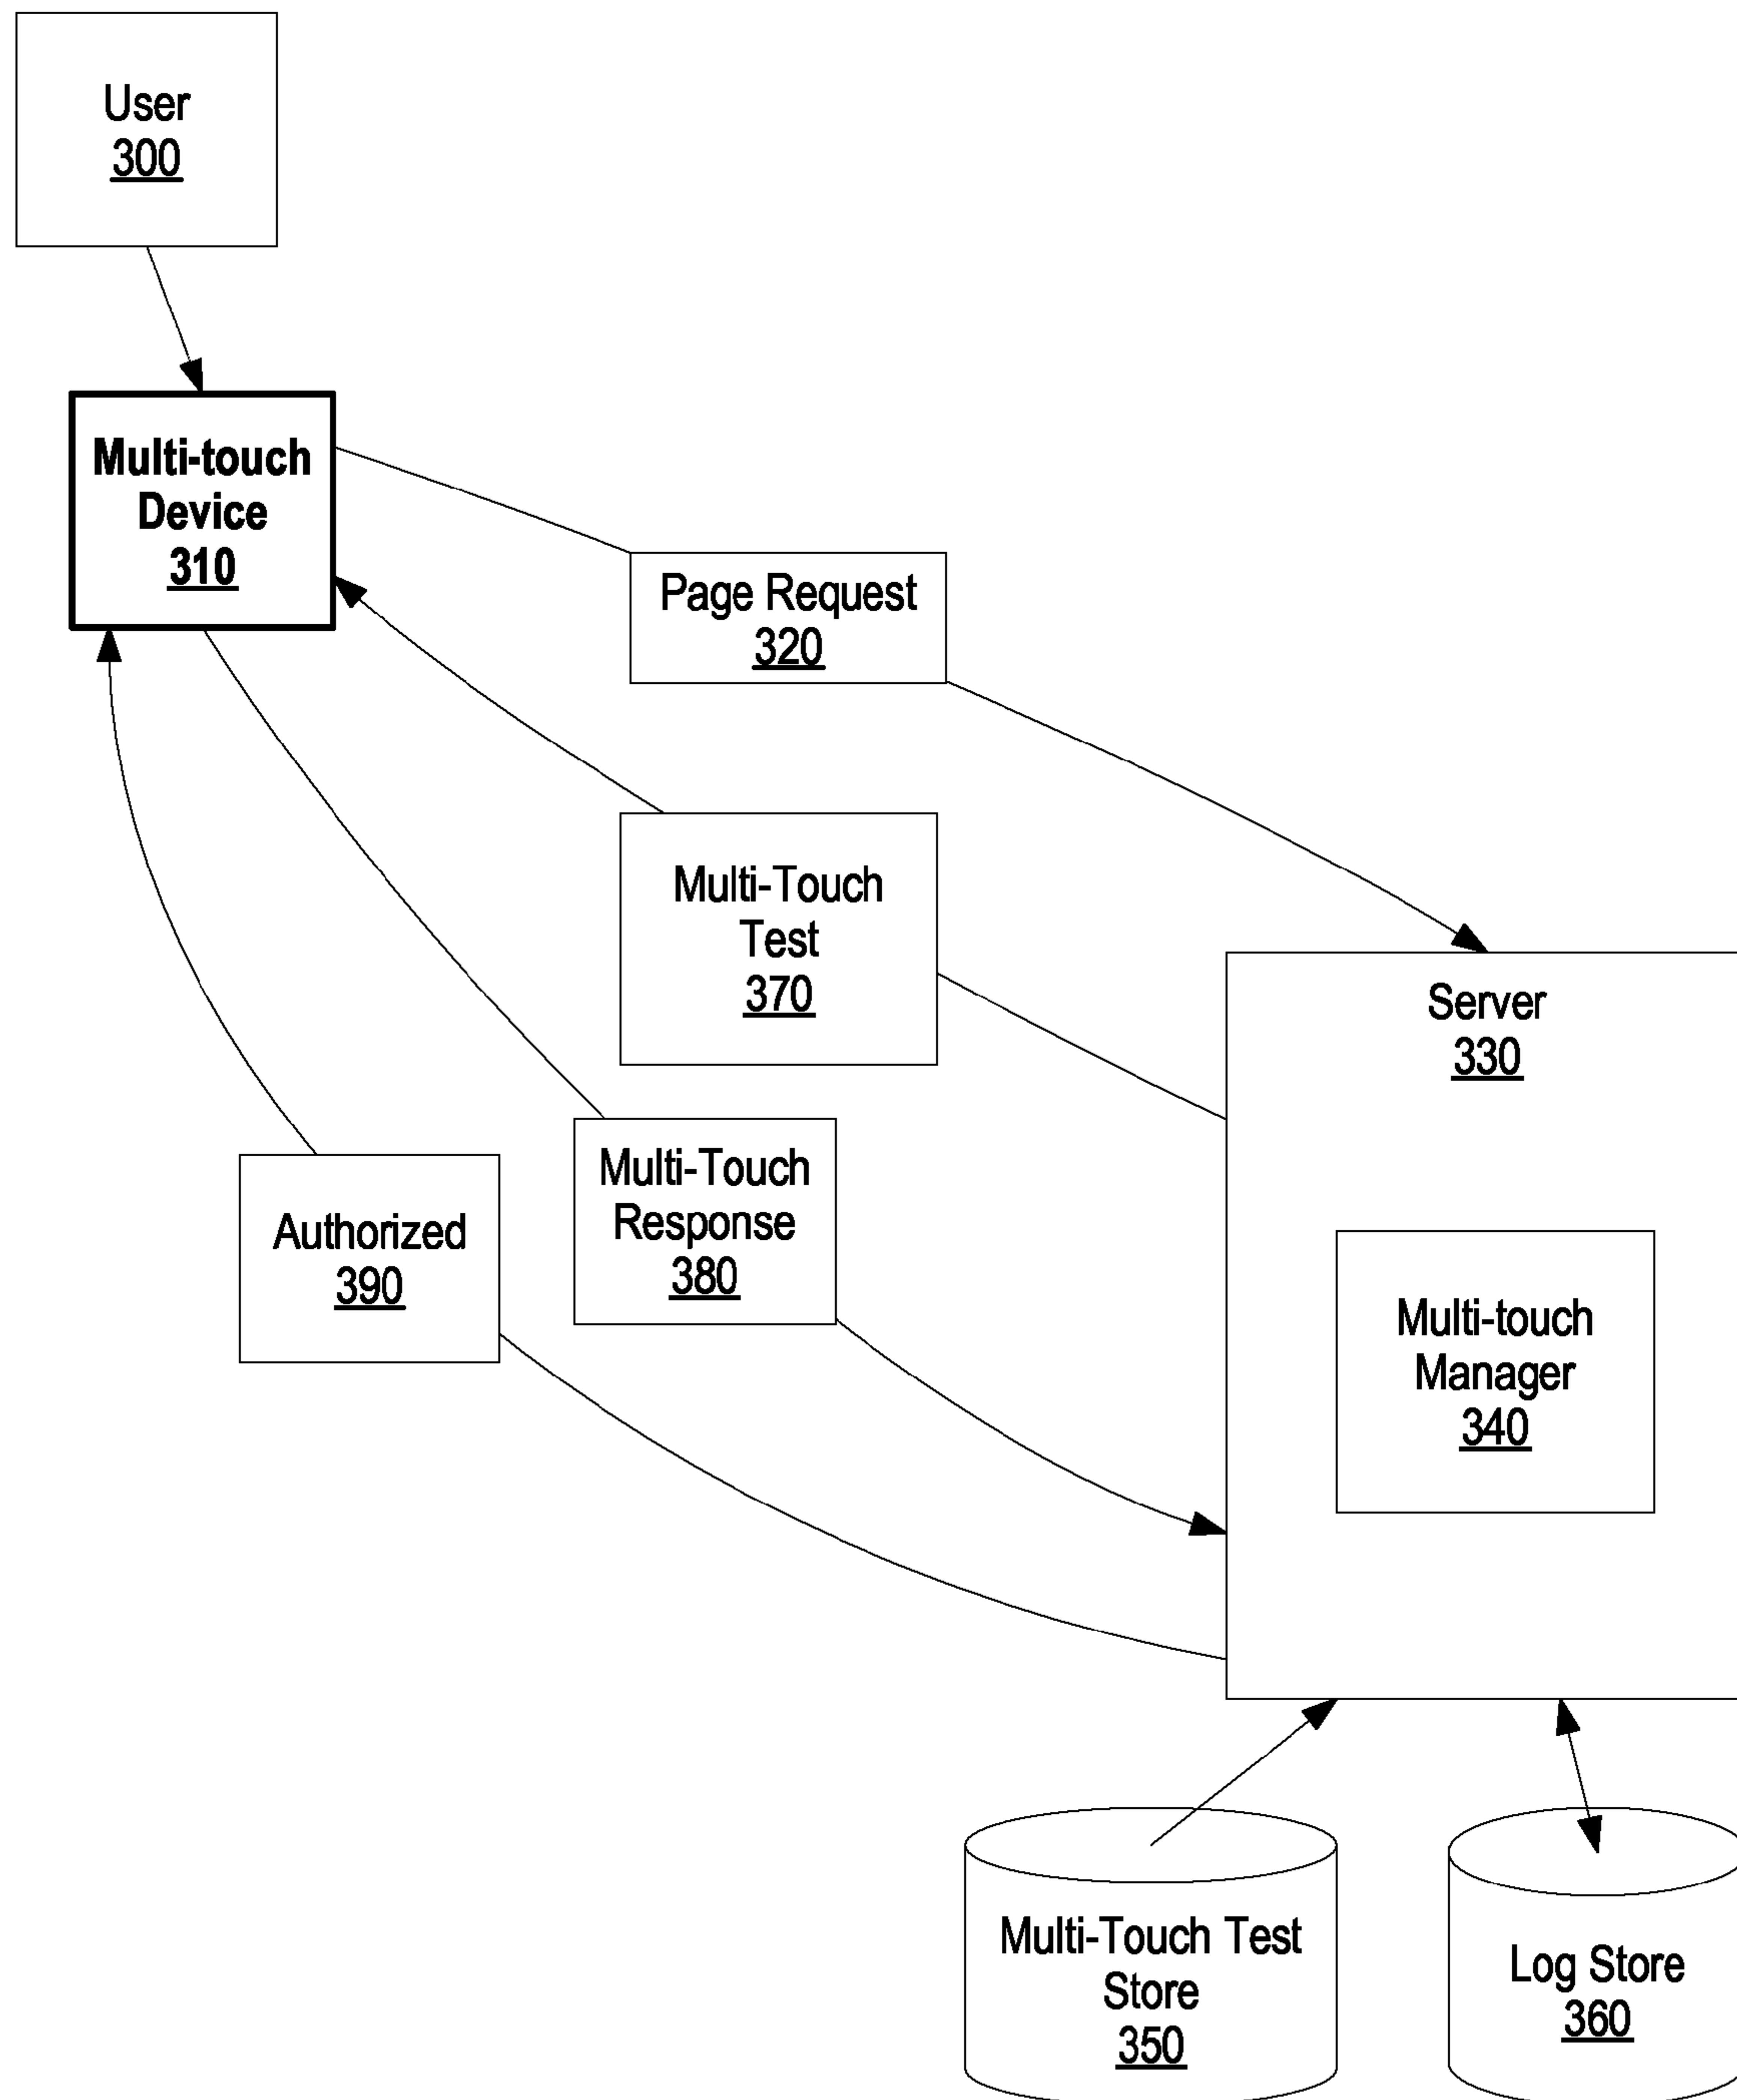 User
300
Multi-touch
Device
310
Page Request
320
Multi-Touch
Test
370
Server
330
Multi-Touch
Response
380
Authorized
390
Multi-touch
Manager
340
Multi-Touch Test
Store
350
Log Store
360